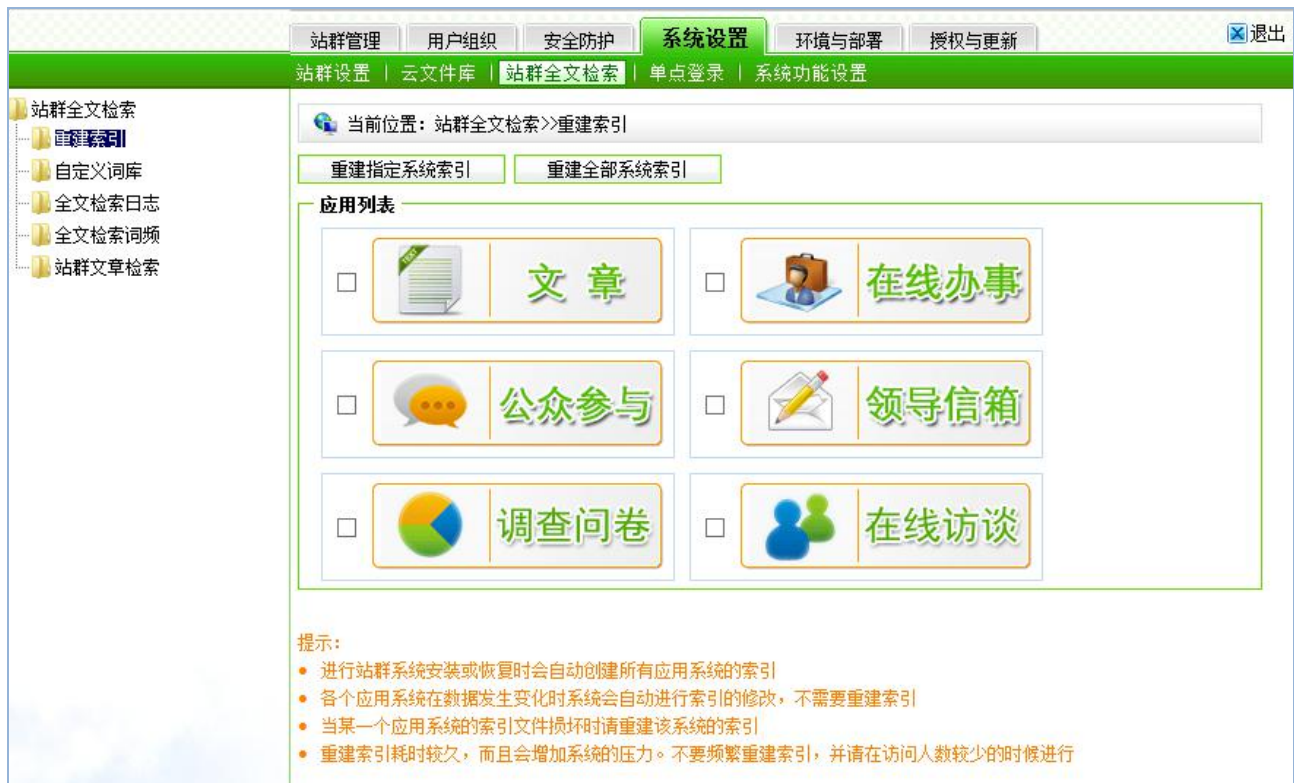 站群管理 用户组织 安全防护 系统设置 环境与部署 授权与更新 退出
站群设置 | 云文件库 | 站群全文检索 | 单点登录 | 系统功能设置
站群全文检索
重建索引
自定义词库
全文检索日志
全文检索词频
站群文章检索
当前位置：站群全文检索>>重建索引
重建指定系统索引 重建全部系统索引
应用列表
TEXT
文 章 在线办事
公众参与 领导信箱
调查问卷 在线访谈
提示：
• 进行站群系统安装或恢复时会自动创建所有应用系统的索引
• 各个应用系统在数据发生变化时系统会自动进行索引的修改，不需要重建索引
• 当某一个应用系统的索引文件损坏时请重建该系统的索引
• 重建索引耗时较久，而且会增加系统的压力。不要频繁重建索引，并请在访问人数较少的时候进行